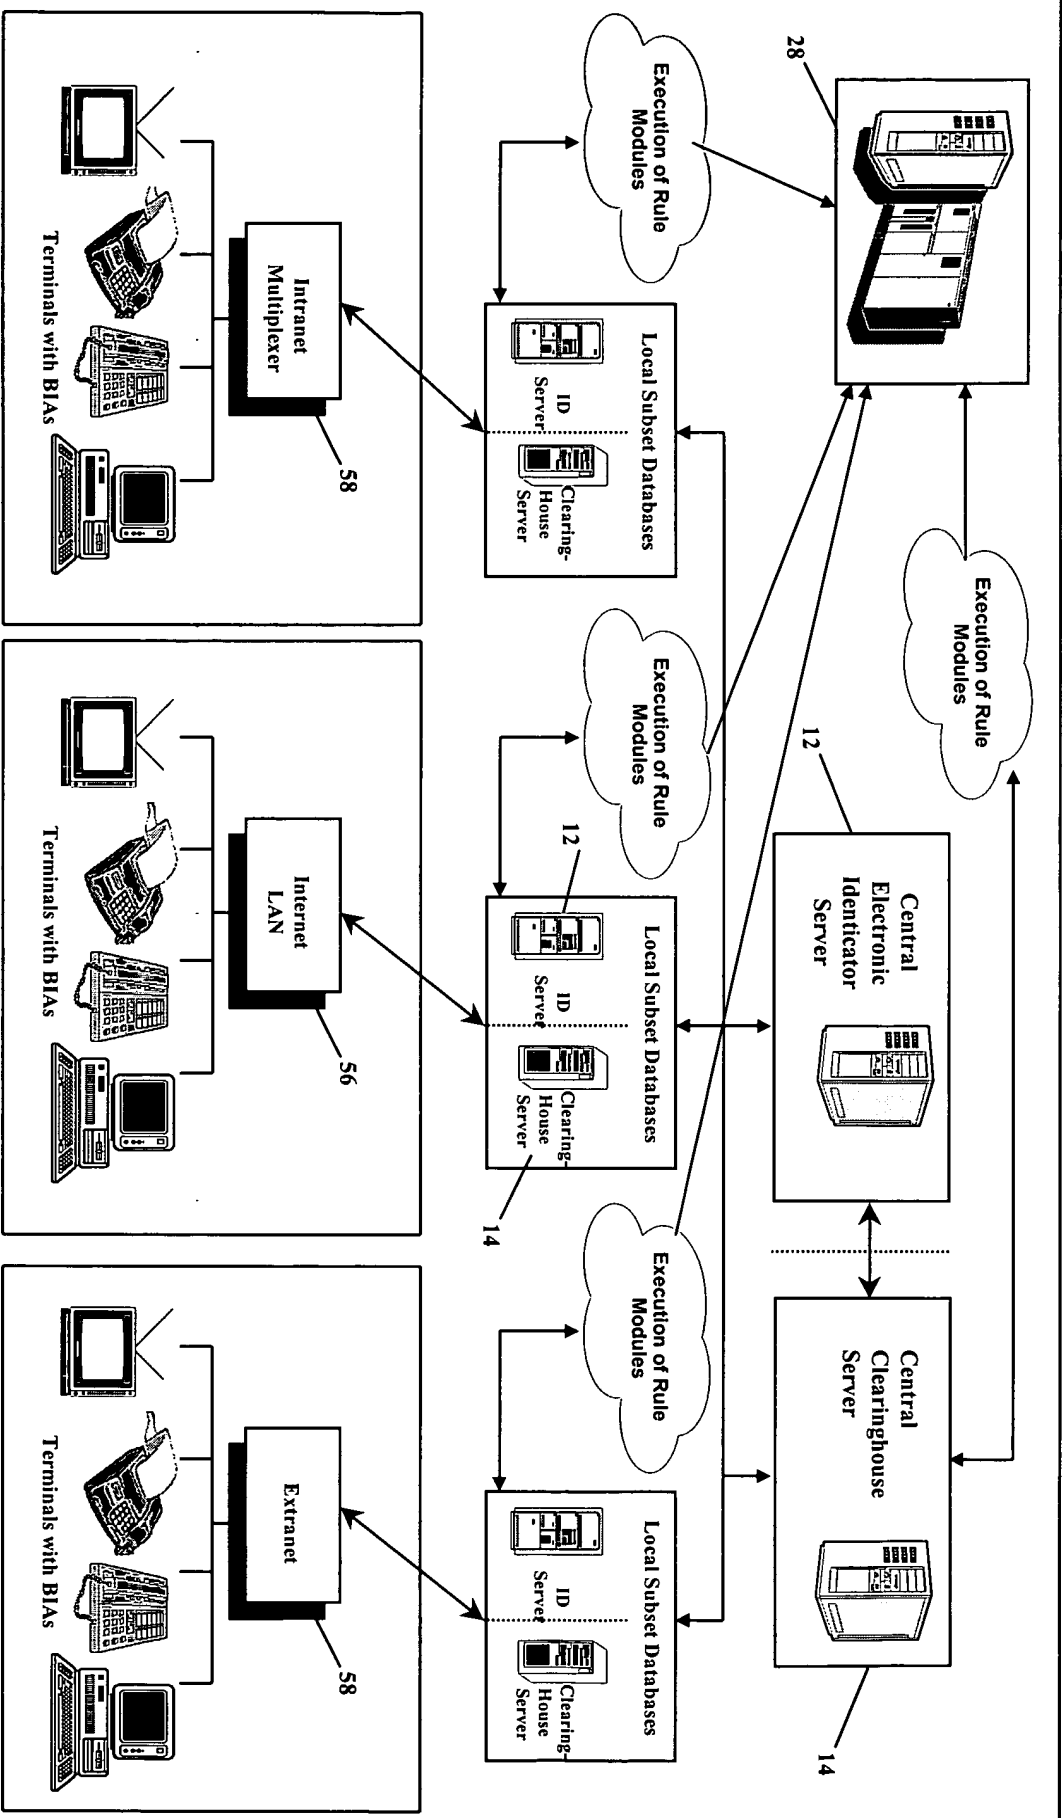 28
Execution of Rule
Modules
12
Central
Electronic
Identicator
Server
Central
Clearinghouse
Server
14
Execution of Rule
Modules
Local Subset Databases
ID
Server
Clearing-
House
Server
Execution of Rule
Modules
12
Local Subset Databases
ID
Server
Clearing-
House
Server
14
Execution of Rule
Modules
Local Subset Databases
ID
Server
Clearing-
House
Server
Intranet
Multiplexer
58
Terminals with BIAs
Internet
LAN
56
Terminals with BIAs
Extranet
58
Terminals with BIAs